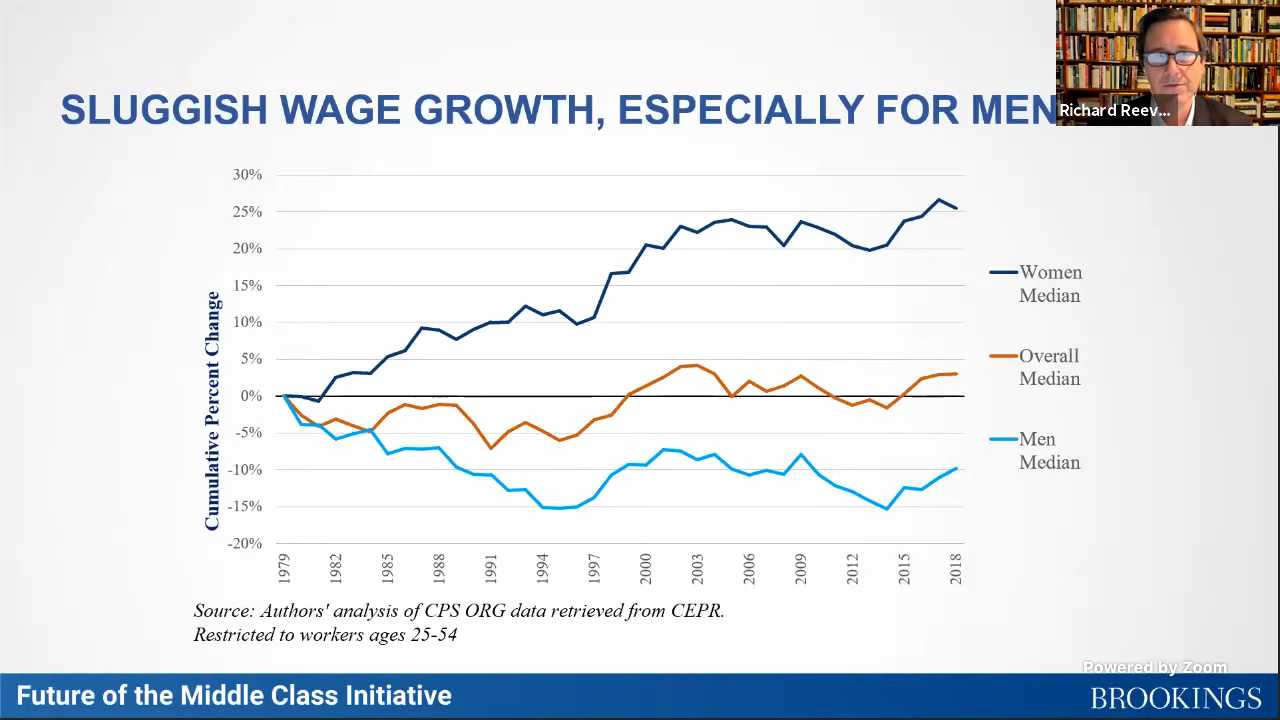 SLUGGISH WAGE GROWTH, ESPECIALLY FOR MEN
Richard Reev...
30%
25%
20%
15%
10%
5%
0%
-5%
-10%
-15%
-20%
Cumulative Percent Change
1979
1982
1985
1988
1991
1994
1997
2000
2003
2006
2009
2012
2015
2018
Women
Median
Overall
Median
Men
Median
Source: Authors' analysis of CPS ORG data retrieved from CEPR.
Restricted to workers ages 25-54
Powered by Zoom
Future of the Middle Class Initiative
BROOKINGS